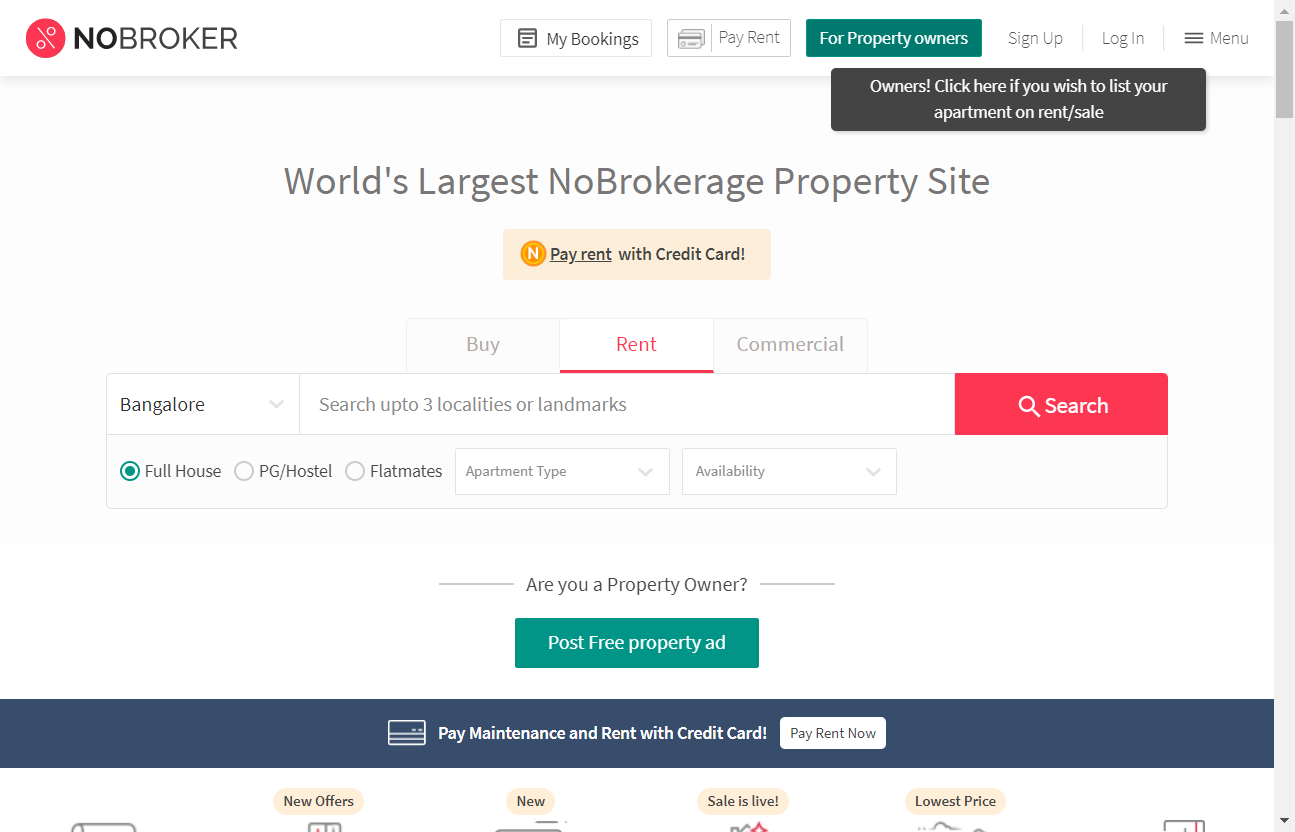 NOBROKER
My Bookings
Pay Rent
For Property owners
Sign Up
Log In
Menu
Owners! Click here if you wish to list your
apartment on rent/sale
World's Largest NoBrokerage Property Site
N Pay rent with Credit Card!
Buy
Rent
Commercial
Bangalore
Search upto 3 localities or landmarks
Search
Full House
PG/Hostel
Flatmates
Apartment Type
Availability
Are you a Property Owner?
Post Free property ad
Pay Maintenance and Rent with Credit Card!
Pay Rent Now
New Offers
New
Sale is live!
Lowest Price